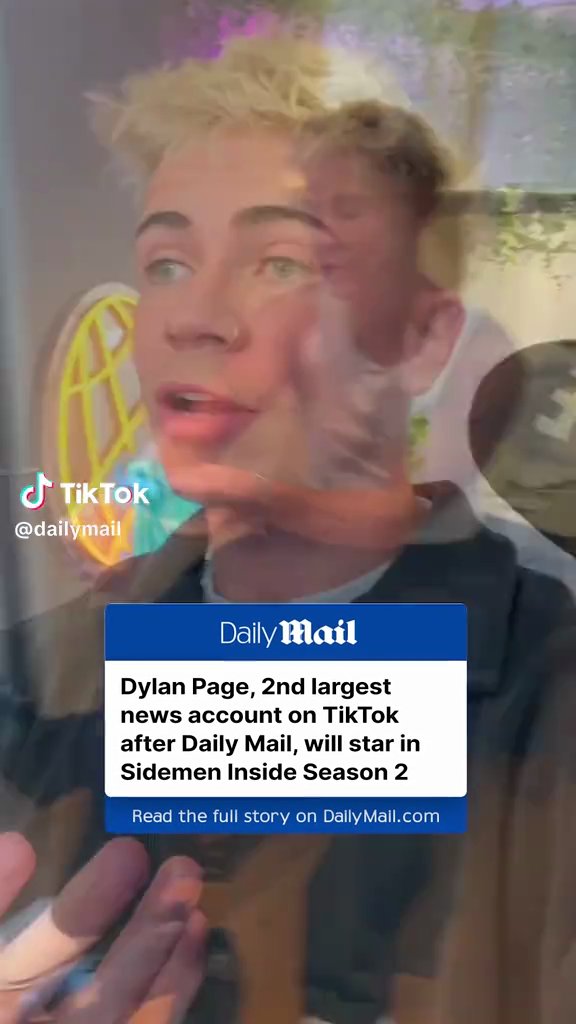 TikTok
@dailymail
Daily Mail
Dylan Page, 2nd largest
news account on TikTok
after Daily Mail, will star in
Sidemen Inside Season 2
Read the full story on DailyMail.com